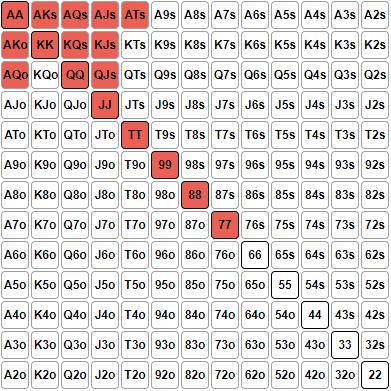 AA AKs AQs AJs ATs A9s A8s A7s A6s A5s A4s A3s A2s
AKo KK KQs KJs KTs K9s K8s K7s K6s K5s K4s K3s K2s
AQo KQo QQ QJs QTs Q9s Q8s Q7s Q6s Q5s Q4s Q3s Q2s
AJo KJo QJo JJ JTs J9s J8s J7s J6s J5s J4s J3s J2s
ATo KTo QTo JTo TT T9s T8s T7s T6s T5s T4s T3s T2s
A9o K9o Q9o J9o T9o 99 98s 97s 96s 95s 94s 93s 92s
A8o K8o Q8o J8o T8o 98o 88 87s 86s 85s 84s 83s 82s
A7o K7o Q7o J7o T7o 97o 87o 77 76s 75s 74s 73s 72s
A6o K6o Q6o J6o T6o 96o 86o 76o 66 65s 64s 63s 62s
A5o K5o Q5o J5o T5o 95o 85o 75o 65o 55 54s 53s 52s
A4o K4o Q4o J4o T4o 94o 84o 74o 64o 54o 44 43s 42s
A3o K3o Q3o J3o T3o 93o 83o 73o 63o 53o 43o 33 32s
A2o K2o Q2o J2o T2o 92o 82o 72o 62o 52o 42o 32o 22